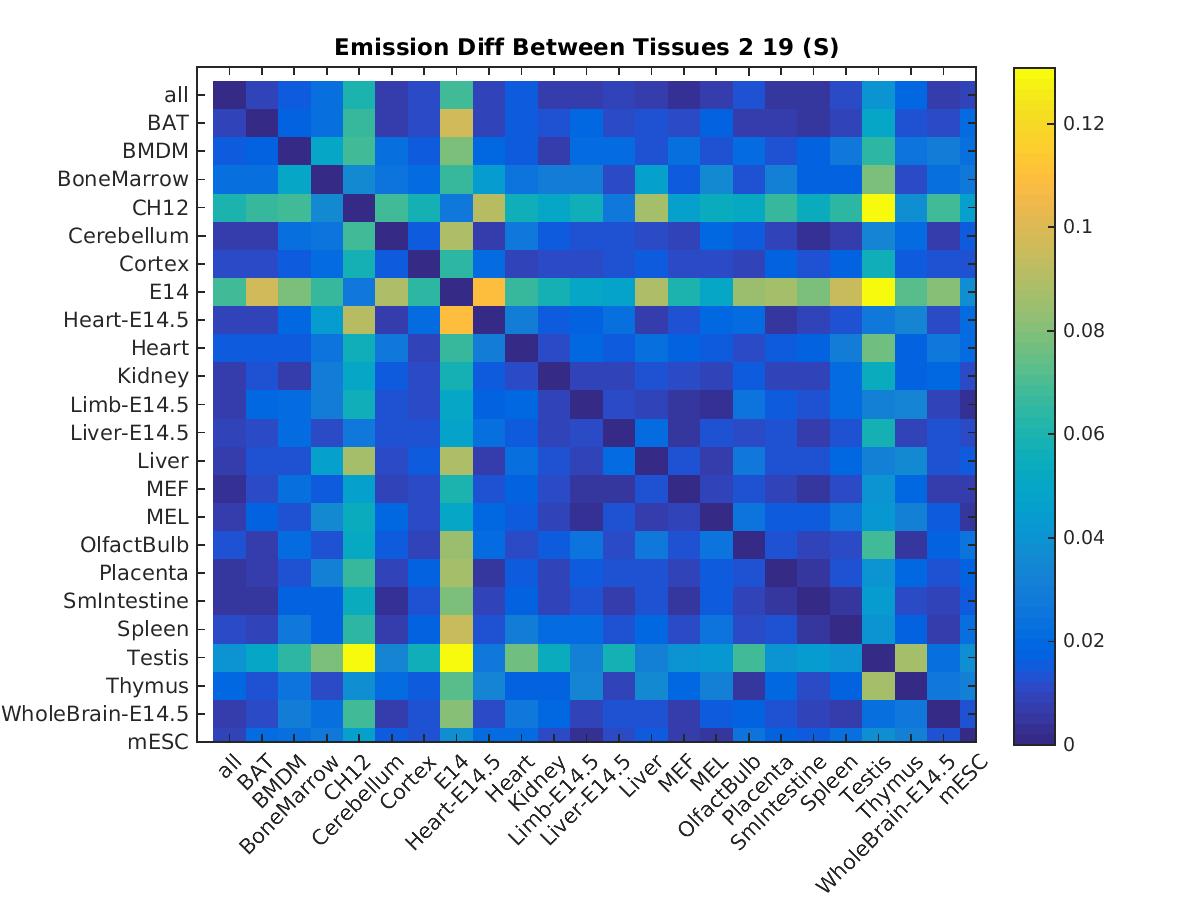 Emission Diff Between Tissues 2 19 (S)
all
BAT
BMDM
BoneMarrow
CH12
Cerebellum
Cortex
E14
Heart-E14.5
Heart
Kidney
Limb-E14.5
Liver-E14.5
Liver
MEF
MEL
OlfactBulb
Placenta
SmIntestine
Spleen
Testis
Thymus
WholeBrain-E14.5
mESC
all
BAT
BMDM
BoneMarrow
CH12
Cerebellum
Cortex
E14
Heart-E14.5
Heart
Kidney
Limb-E14.5
Liver-E14.5
Liver
MEF
MEL
OlfactBulb
Placenta
SmIntestine
Spleen
Testis
Thymus
WholeBrain-E14.5
mESC
0.12
0.1
0.08
0.06
0.04
0.02
0